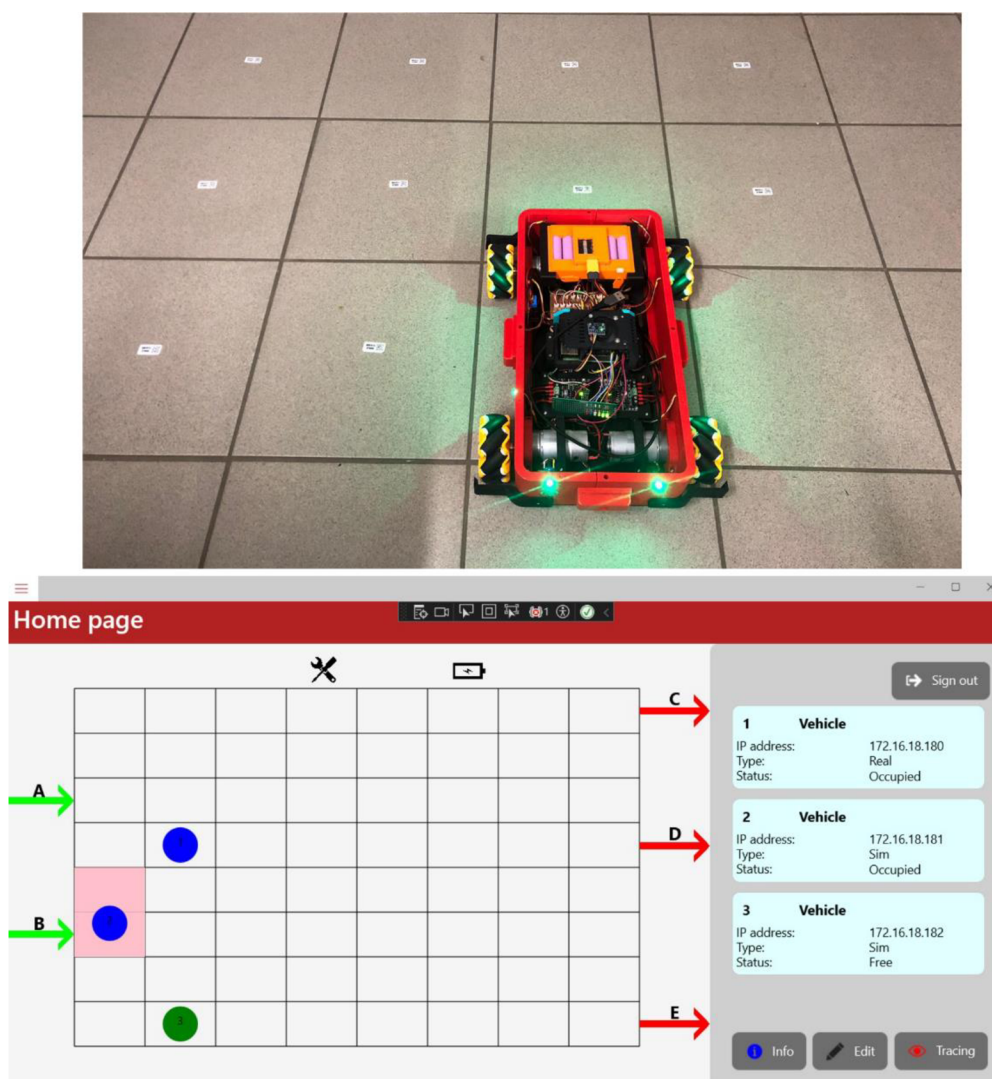 Home page
1
Sign out
C
1 Vehicle
IP address: 172.16.18.180
Type: Real
Status: Occupied
A
D
2 Vehicle
IP address: 172.16.18.181
Type: Sim
Status: Occupied
B
3 Vehicle
IP address: 172.16.18.182
Type: Sim
Status: Free
3
E
Info Edit Tracing